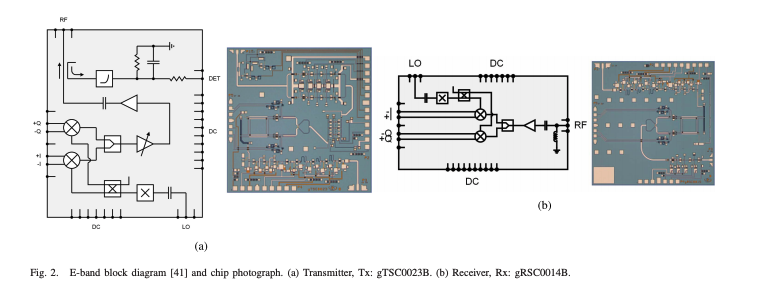 RF
DET
+Q
-Q
DC
+I
-I
DC
LO
(a)
LO
DC
+I
-I
+Q
-Q
RF
DC
(b)
Fig. 2. E-band block diagram [41] and chip photograph. (a) Transmitter, Tx: gTSC0023B. (b) Receiver, Rx: gRSC0014B.